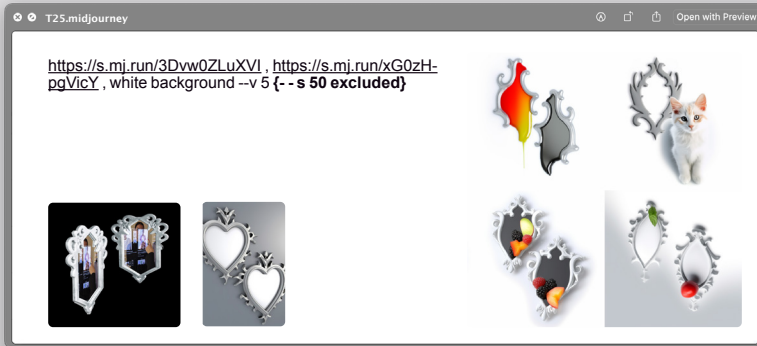 T25.midjourney
Open with Preview
https://s.mj.run/3Dvw0ZLuXVI , https://s.mj.run/xG0zH-
pgVicY , white background --v 5 {- - s 50 excluded}